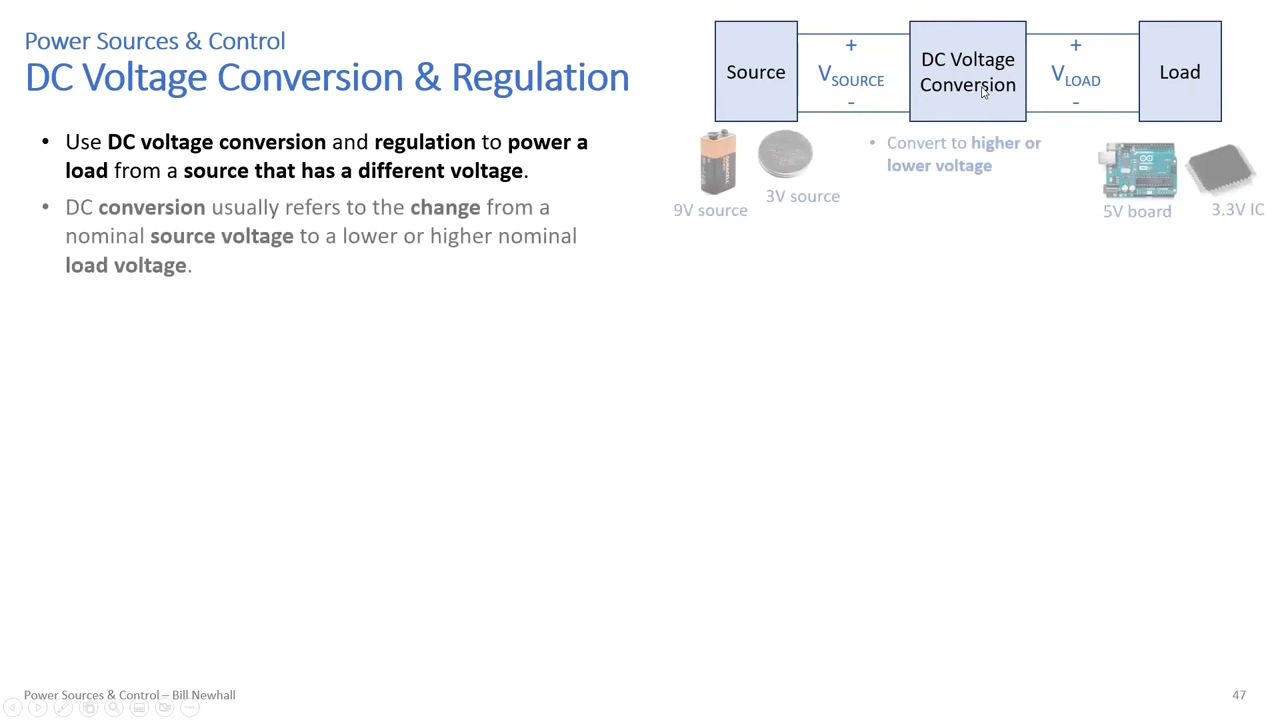 Power Sources & Control
DC Voltage Conversion & Regulation
• Use DC voltage conversion and regulation to power a
load from a source that has a different voltage.
• DC conversion usually refers to the change from a
nominal source voltage to a lower or higher nominal
load voltage.
Source
+
VSOURCE
-
DC Voltage
Conversion
+
VLOAD
-
Load
9V source
3V source
• Convert to higher or
lower voltage
5V board
3.3V IC
Power Sources & Control – Bill Newhall
47